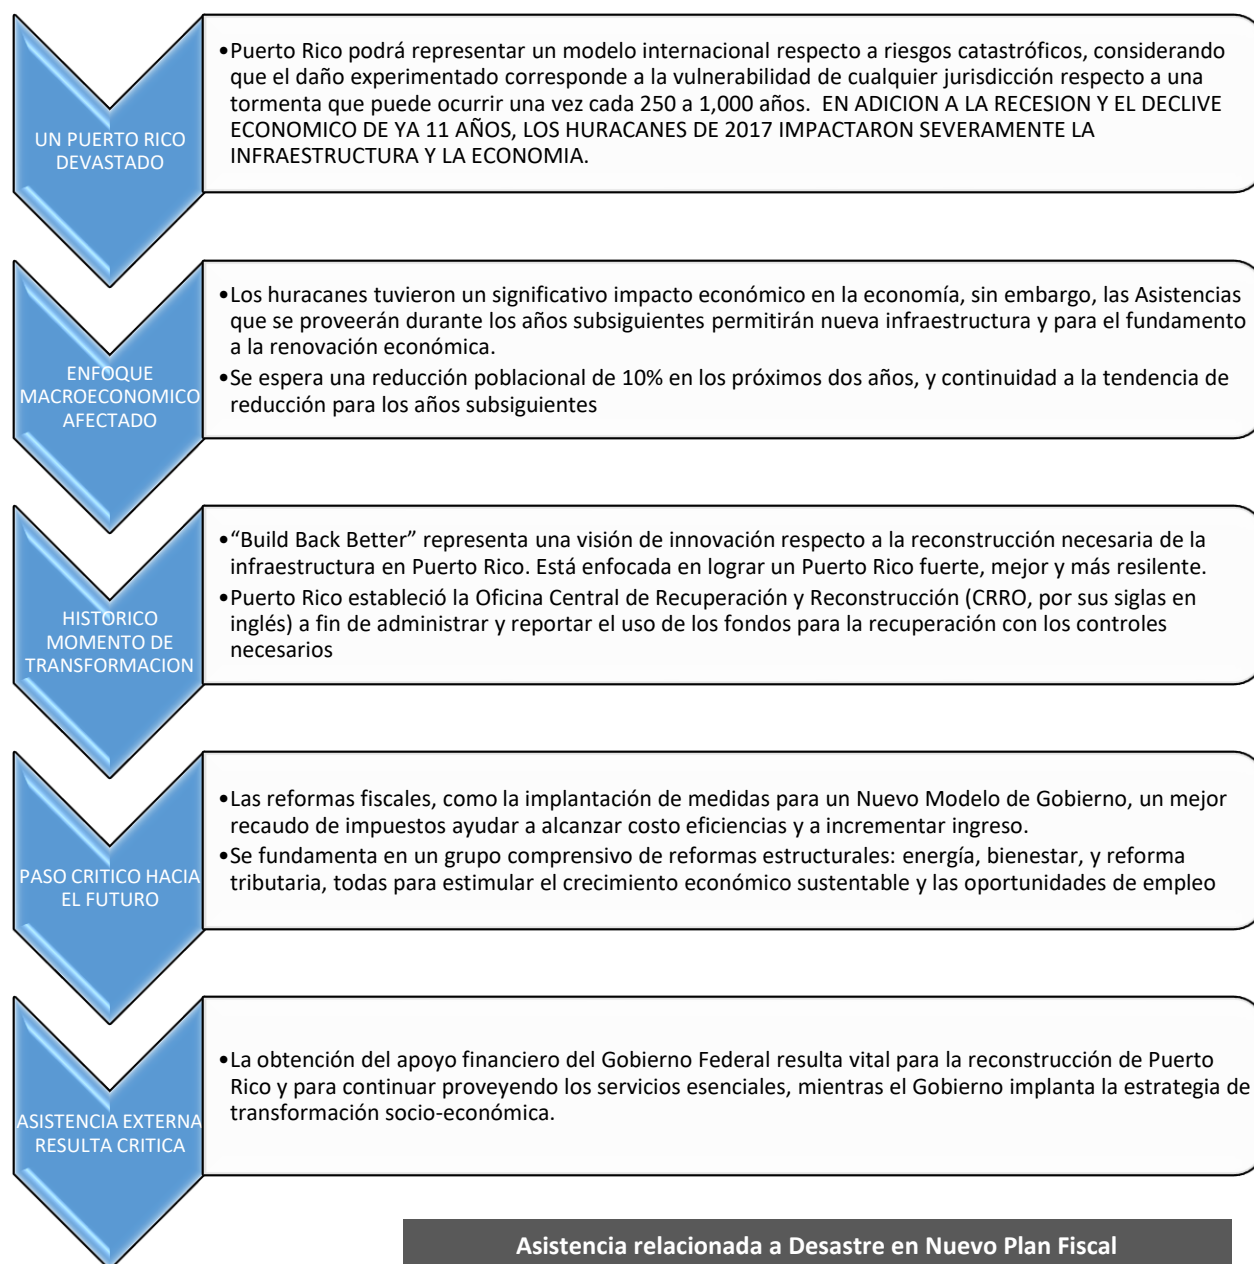 UN PUERTO RICO
DEVASTADO
•Puerto Rico podrá representar un modelo internacional respecto a riesgos catastróficos, considerando
que el daño experimentado corresponde a la vulnerabilidad de cualquier jurisdicción respecto a una
tormenta que puede ocurrir una vez cada 250 a 1,000 años. EN ADICION A LA RECESION Y EL DECLIVE
ECONOMICO DE YA 11 AÑOS, LOS HURACANES DE 2017 IMPACTARON SEVERAMENTE LA
INFRAESTRUCTURA Y LA ECONOMIA.
ENFOQUE
MACROECONOMICO
AFECTADO
•Los huracanes tuvieron un significativo impacto económico en la economía, sin embargo, las Asistencias
que se proveerán durante los años subsiguientes permitirán nueva infraestructura y para el fundamento
a la renovación económica.
•Se espera una reducción poblacional de 10% en los próximos dos años, y continuidad a la tendencia de
reducción para los años subsiguientes
HISTORICO
MOMENTO DE
TRANSFORMACION
•“Build Back Better” representa una visión de innovación respecto a la reconstrucción necesaria de la
infraestructura en Puerto Rico. Está enfocada en lograr un Puerto Rico fuerte, mejor y más resilente.
•Puerto Rico estableció la Oficina Central de Recuperación y Reconstrucción (CRRO, por sus siglas en
inglés) a fin de administrar y reportar el uso de los fondos para la recuperación con los controles
necesarios
PASO CRITICO HACIA
EL FUTURO
•Las reformas fiscales, como la implantación de medidas para un Nuevo Modelo de Gobierno, un mejor
recaudo de impuestos ayudar a alcanzar costo eficiencias y a incrementar ingreso.
•Se fundamenta en un grupo comprensivo de reformas estructurales: energía, bienestar, y reforma
tributaria, todas para estimular el crecimiento económico sustentable y las oportunidades de empleo
ASISTENCIA EXTERNA
RESULTA CRITICA
•La obtención del apoyo financiero del Gobierno Federal resulta vital para la reconstrucción de Puerto
Rico y para continuar proveyendo los servicios esenciales, mientras el Gobierno implanta la estrategia de
transformación socio-económica.
Asistencia relacionada a Desastre en Nuevo Plan Fiscal